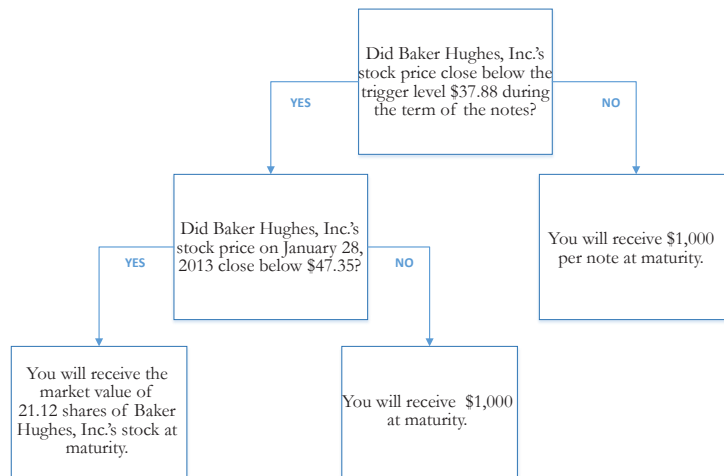 Did Baker Hughes, Inc.'s
stock price close below the
trigger level $37.88 during
the term of the notes?
YES
NO
Did Baker Hughes, Inc.'s
stock price on January 28,
2013 close below $47.35?
You will receive $1,000
per note at maturity.
YES
NO
You will receive the
market value of
21.12 shares of Baker
Hughes, Inc.'s stock at
maturity.
You will receive  $1,000
at maturity.